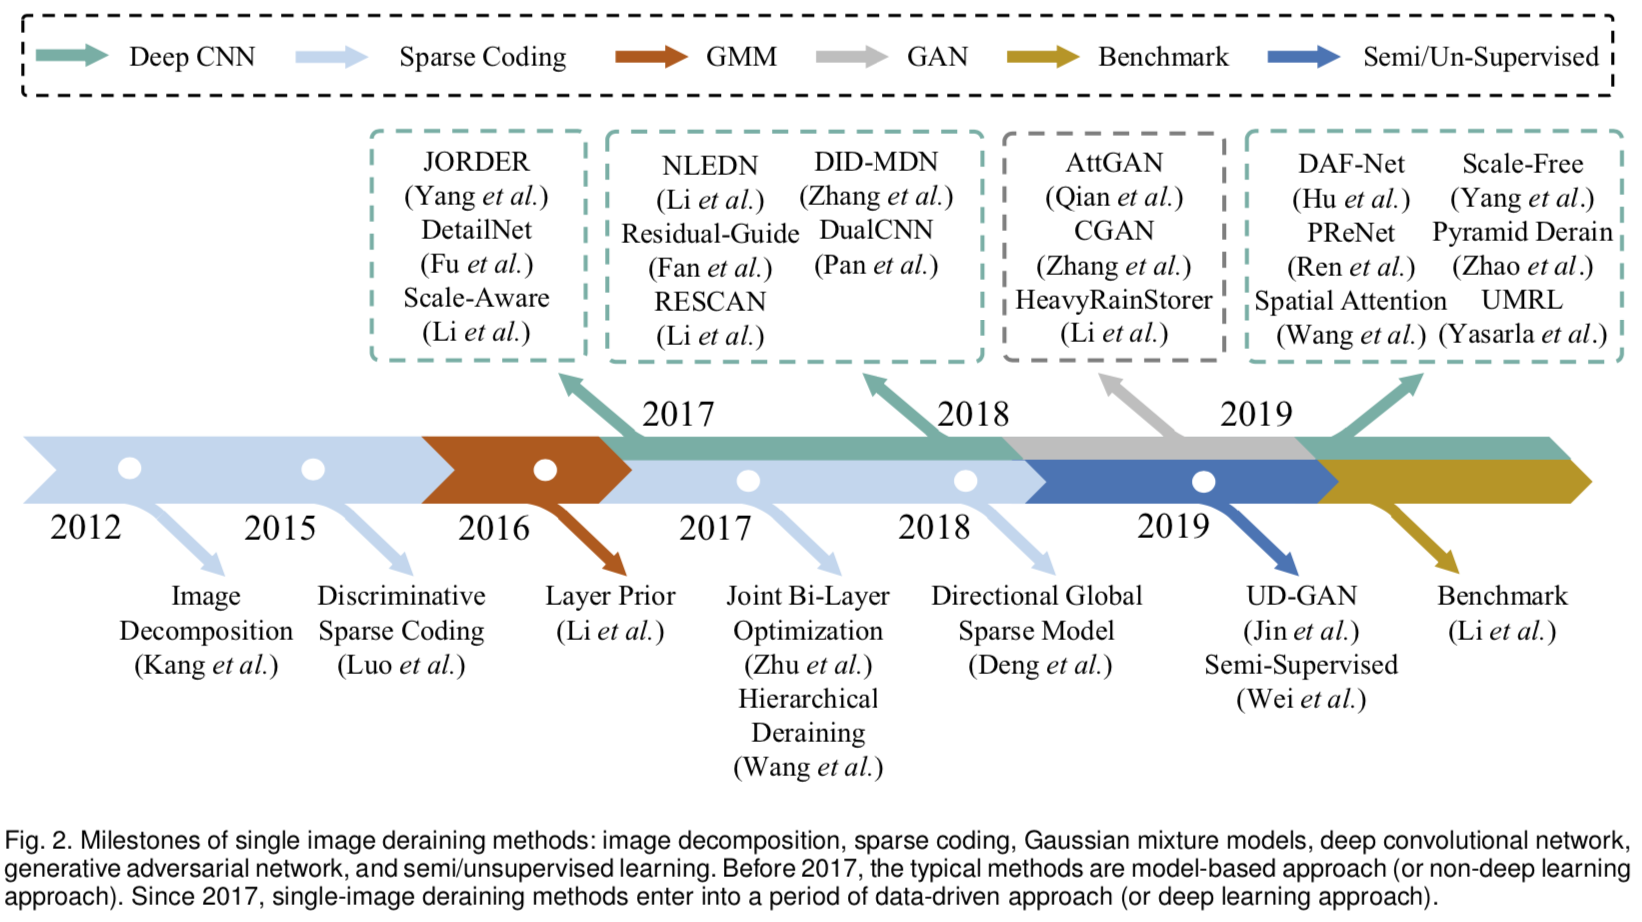 Deep CNN
Sparse Coding
GMM
GAN
Benchmark
Semi/Un-Supervised
JORDER
(Yang et al.)
DetailNet
(Fu et al.)
Scale-Aware
(Li et al.)
NLEDN
(Li et al.)
Residual-Guide
(Fan et al.)
RESCAN
(Li et al.)
DID-MDN
(Zhang et al.)
DualCNN
(Pan et al.)
AttGAN
(Qian et al.)
CGAN
(Zhang et al.)
HeavyRainStorer
(Li et al.)
DAF-Net
(Hu et al.)
PReNet
(Ren et al.)
Spatial Attention
(Wang et al.)
Scale-Free
(Yang et al.)
Pyramid Derain
(Zhao et al.)
UMRL
(Yasarla et al.)
2017
2018
2019
2012
2015
2016
2017
2018
2019
Image
Decomposition
(Kang et al.)
Discriminative
Sparse Coding
(Luo et al.)
Layer Prior
(Li et al.)
Joint Bi-Layer
Optimization
(Zhu et al.)
Hierarchical
Deraining
(Wang et al.)
Directional Global
Sparse Model
(Deng et al.)
UD-GAN
(Jin et al.)
Semi-Supervised
(Wei et al.)
Benchmark
(Li et al.)
Fig. 2. Milestones of single image deraining methods: image decomposition, sparse coding, Gaussian mixture models, deep convolutional network,
generative adversarial network, and semi/unsupervised learning. Before 2017, the typical methods are model-based approach (or non-deep learning
approach). Since 2017, single-image deraining methods enter into a period of data-driven approach (or deep learning approach).